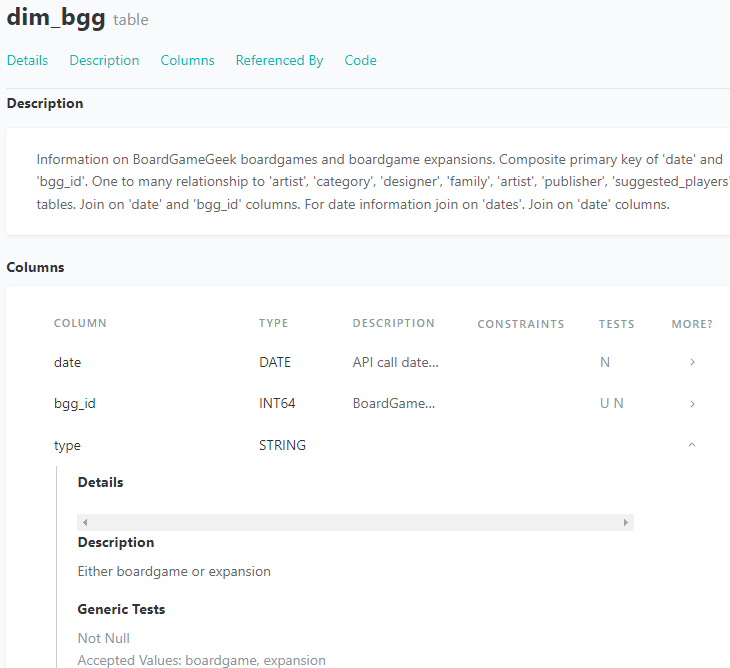 dim_bgg table
Details Description Columns Referenced By Code
Description
Information on BoardGameGeek boardgames and boardgame expansions. Composite primary key of 'date' and
'bgg_id'. One to many relationship to 'artist', 'category', 'designer', 'family', 'artist', 'publisher', 'suggested_players'
tables. Join on 'date' and 'bgg_id' columns. For date information join on 'dates'. Join on 'date' columns.
Columns
COLUMN TYPE DESCRIPTION CONSTRAINTS TESTS MORE?
date DATE API call date... N
bgg_id INT64 BoardGame... U N
type STRING
Details
Description
Either boardgame or expansion
Generic Tests
Not Null
Accepted Values: boardgame, expansion